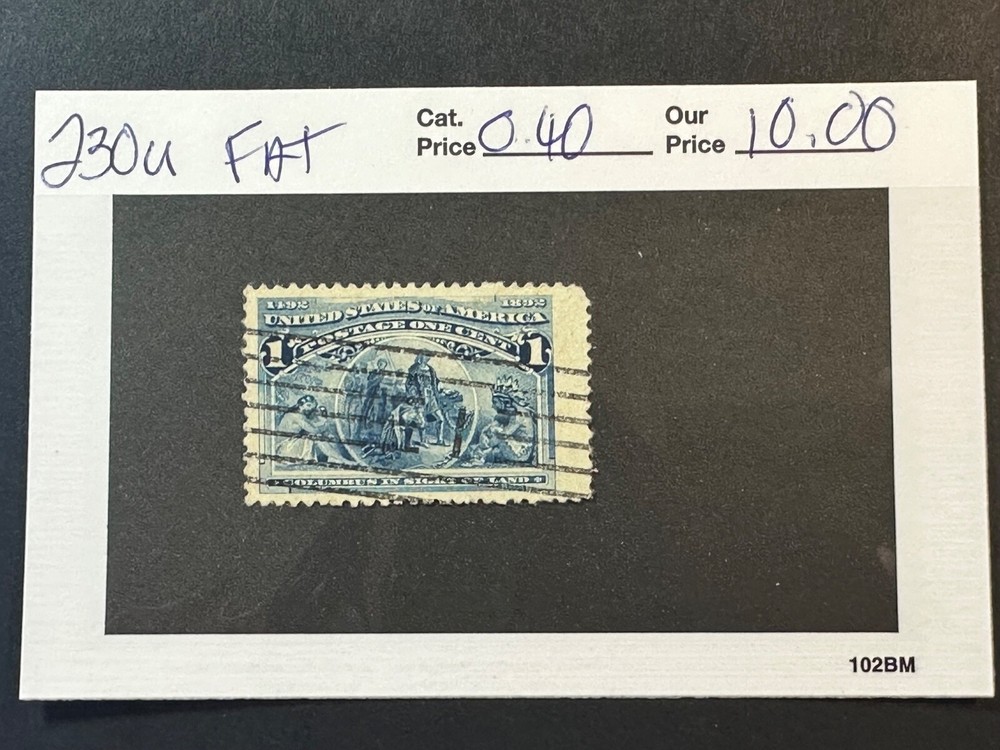 230u FAT Cat. Price 0.40 Our Price 10.00
1492 1892
UNITED STATES OF AMERICA
POSTAGE ONE CENT
1 1
COLUMBUS IN SIGHT OF LAND
102BM